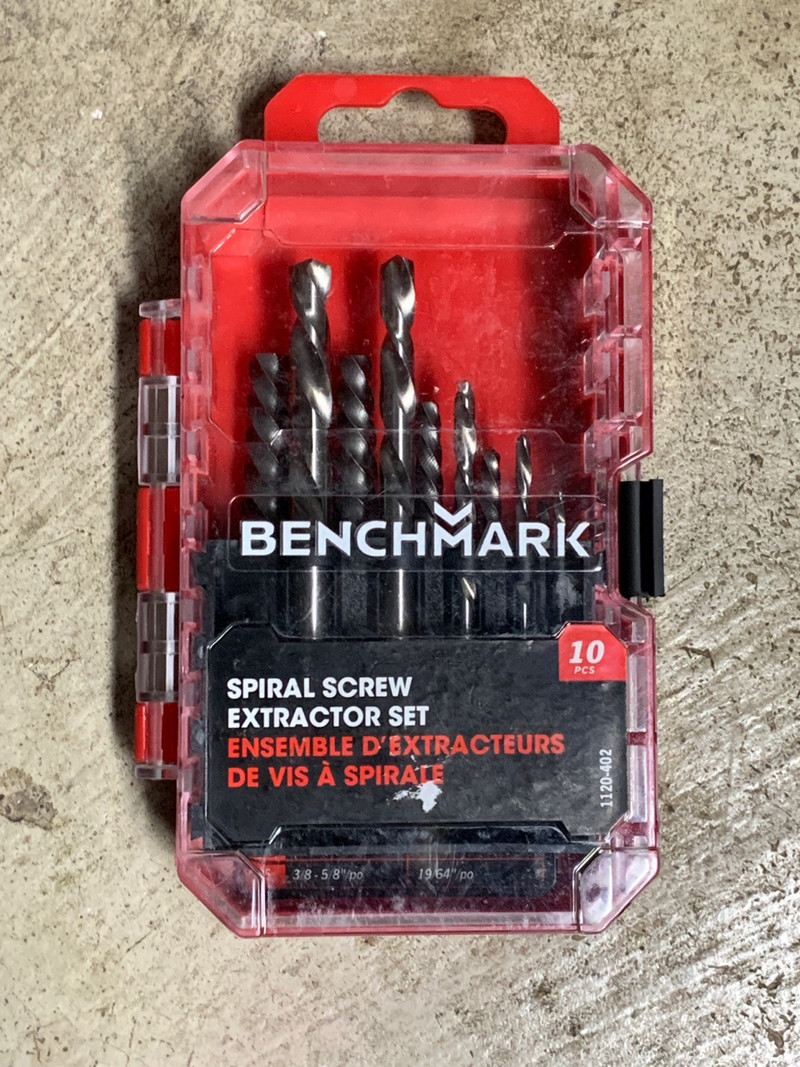 BENCHMARK
10
PCS
SPIRAL SCREW
EXTRACTOR SET
ENSEMBLE D'EXTRACTEURS
DE VIS À SPIRALE
1120-402
3/8 - 5/8"/po
19/64"/po